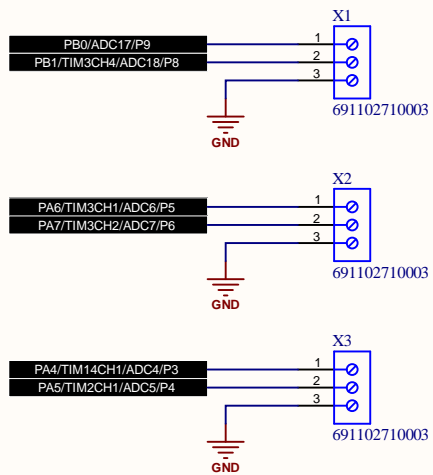 X1
PB0/ADC17/P9 1
PB1/TIM3CH4/ADC18/P8 2
3
691102710003
GND
X2
PA6/TIM3CH1/ADC6/P5 1
PA7/TIM3CH2/ADC7/P6 2
3
691102710003
GND
X3
PA4/TIM14CH1/ADC4/P3 1
PA5/TIM2CH1/ADC5/P4 2
3
691102710003
GND